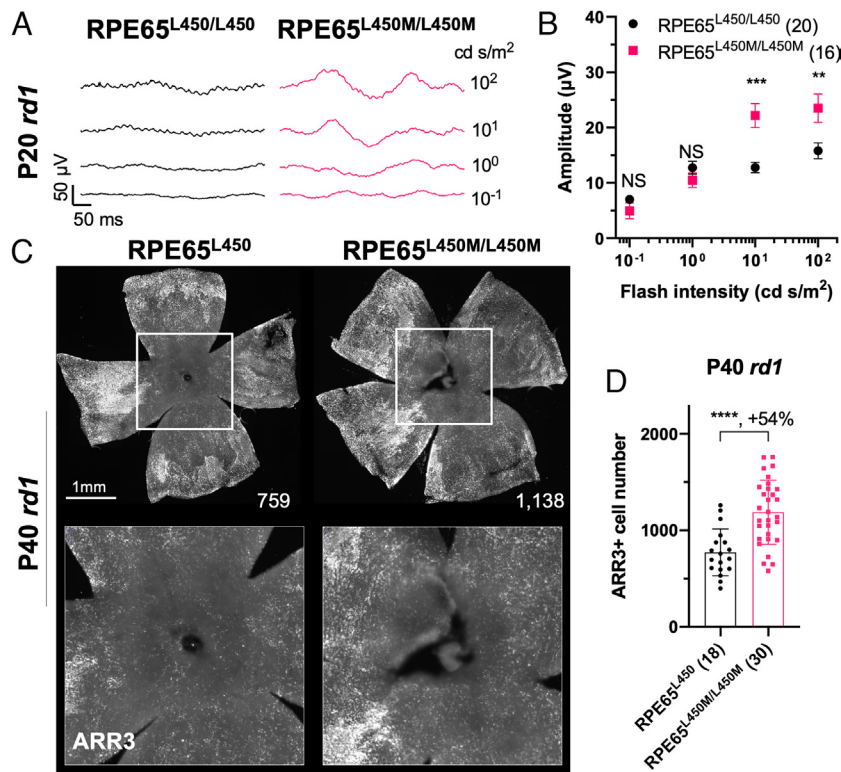 A
RPE65L450/L450 RPE65L450M/L450M
cd s/m2
102
101
100
10-1
P20 rd1
50 µV
50 ms
B
RPE65L450/L450 (20)
RPE65L450M/L450M (16)
Amplitude (µV)
40
30
20
10
0
NS
NS
***
**
10-1 100 101 102
Flash intensity (cd s/m2)
C
RPE65L450 RPE65L450M/L450M
P40 rd1
1mm
759
1,138
ARR3
D
P40 rd1
****, +54%
ARR3+ cell number
2000
1000
0
RPE65L450 (18)
RPE65L450M/L450M (30)